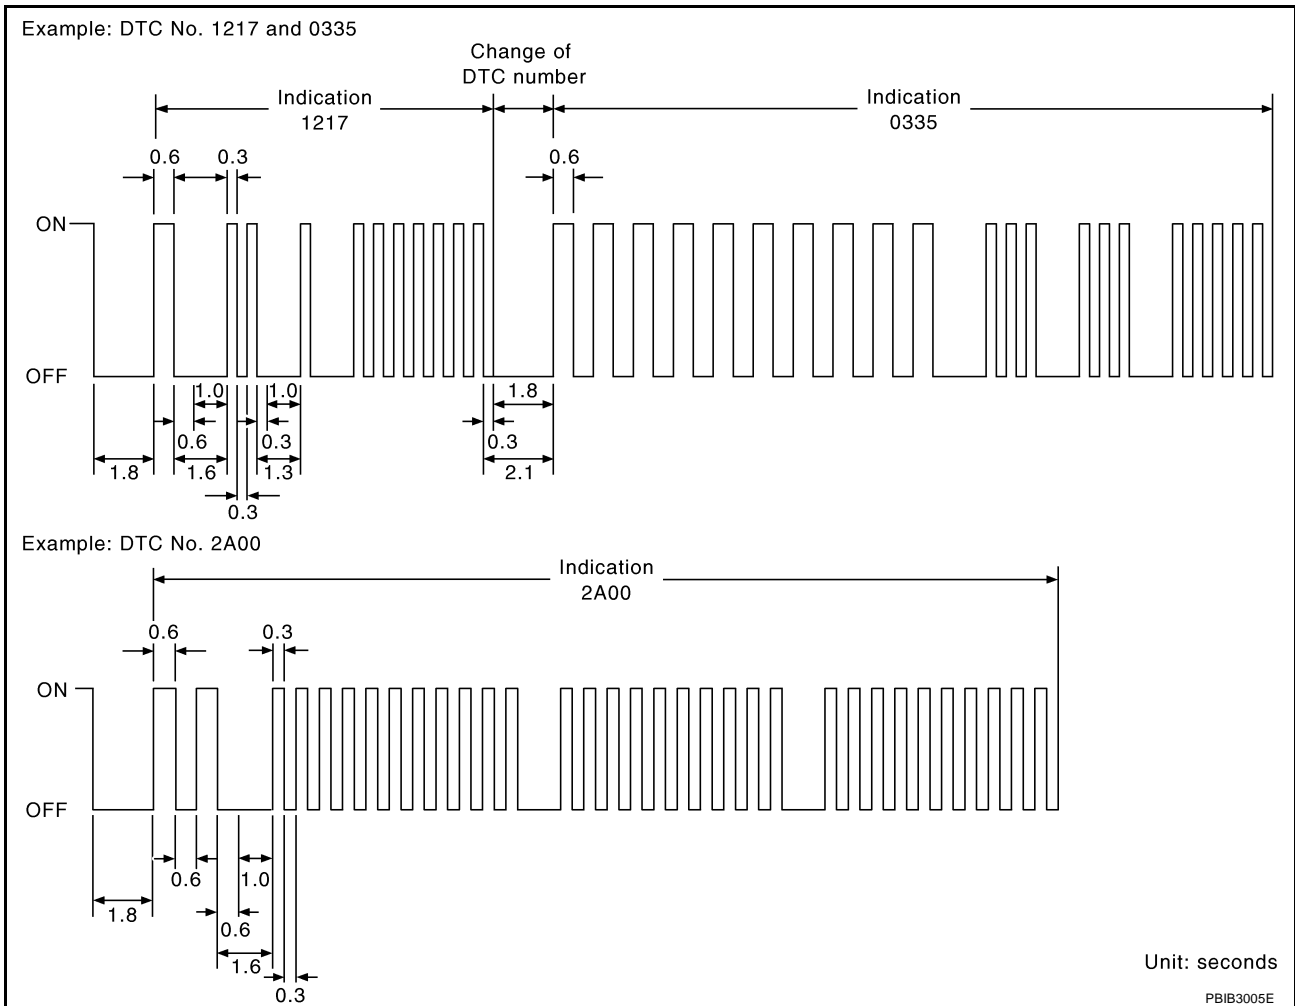 Example: DTC No. 1217 and 0335
Change of
DTC number
Indication
1217
Indication
0335
0.6
0.3
0.6
ON
OFF
1.0
1.0
1.8
0.6
0.3
0.3
1.8
1.6
1.3
2.1
0.3
Example: DTC No. 2A00
Indication
2A00
0.6
0.3
ON
OFF
0.6
1.0
1.8
0.6
1.6
0.3
Unit: seconds
PBIB3005E